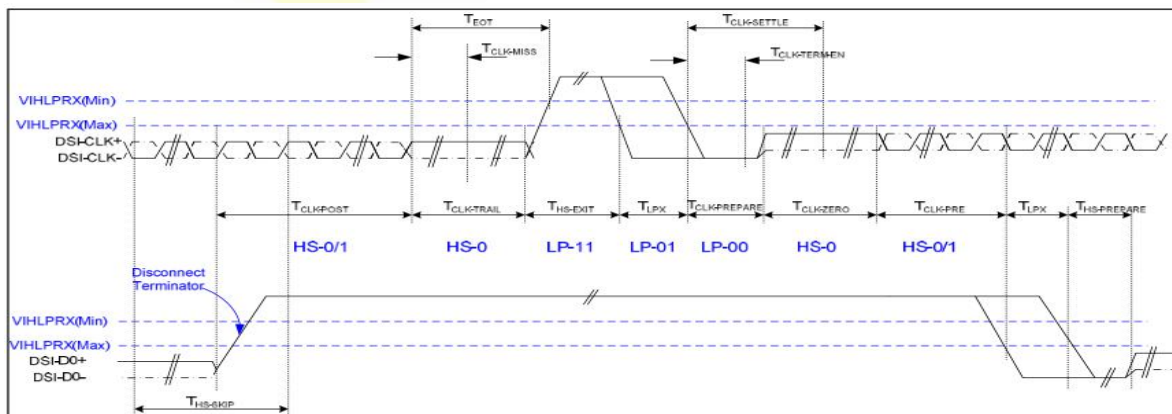 TEOT
TCLK-SETTLE
TCLK-MISS
TCLK-TERM-EN
VIHLPRX(Min)
VIHLPRX(Max)
DSI-CLK+
DSI-CLK-
TCLK-POST
TCLK-TRAIL
THS-EXIT
TLPX
TCLK-PREPARE
TCLK-ZERO
TCLK-PRE
TLPX
THS-PREPARE
HS-0/1
HS-0
LP-11
LP-01
LP-00
HS-0
HS-0/1
Disconnect
Terminator
VIHLPRX(Min)
VIHLPRX(Max)
DSI-D0+
DSI-D0-
THS-SKIP